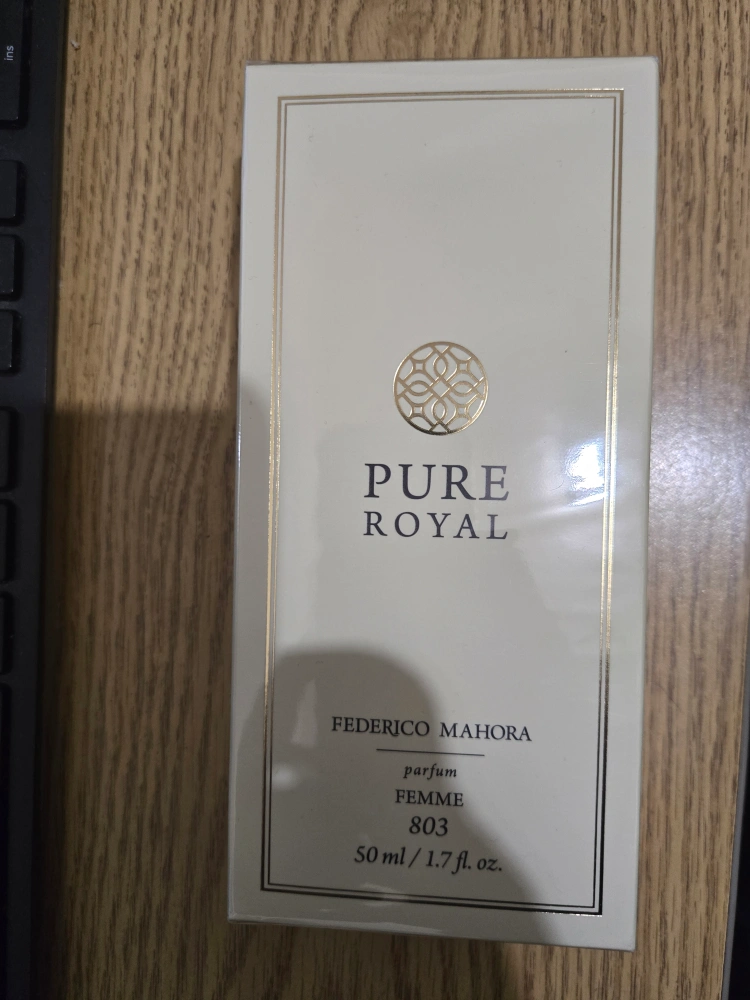 ins
PURE
ROYAL
FEDERICO MAHORA
parfum
FEMME
803
50 ml / 1.7 fl. oz.